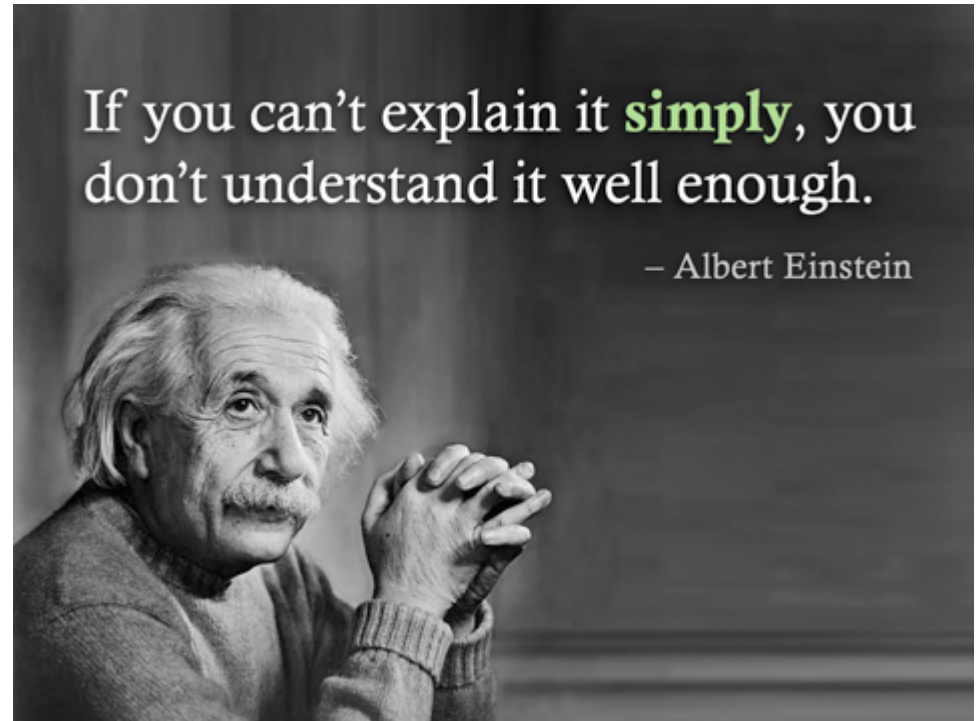 If you can’t explain it simply, you
don’t understand it well enough.
– Albert Einstein